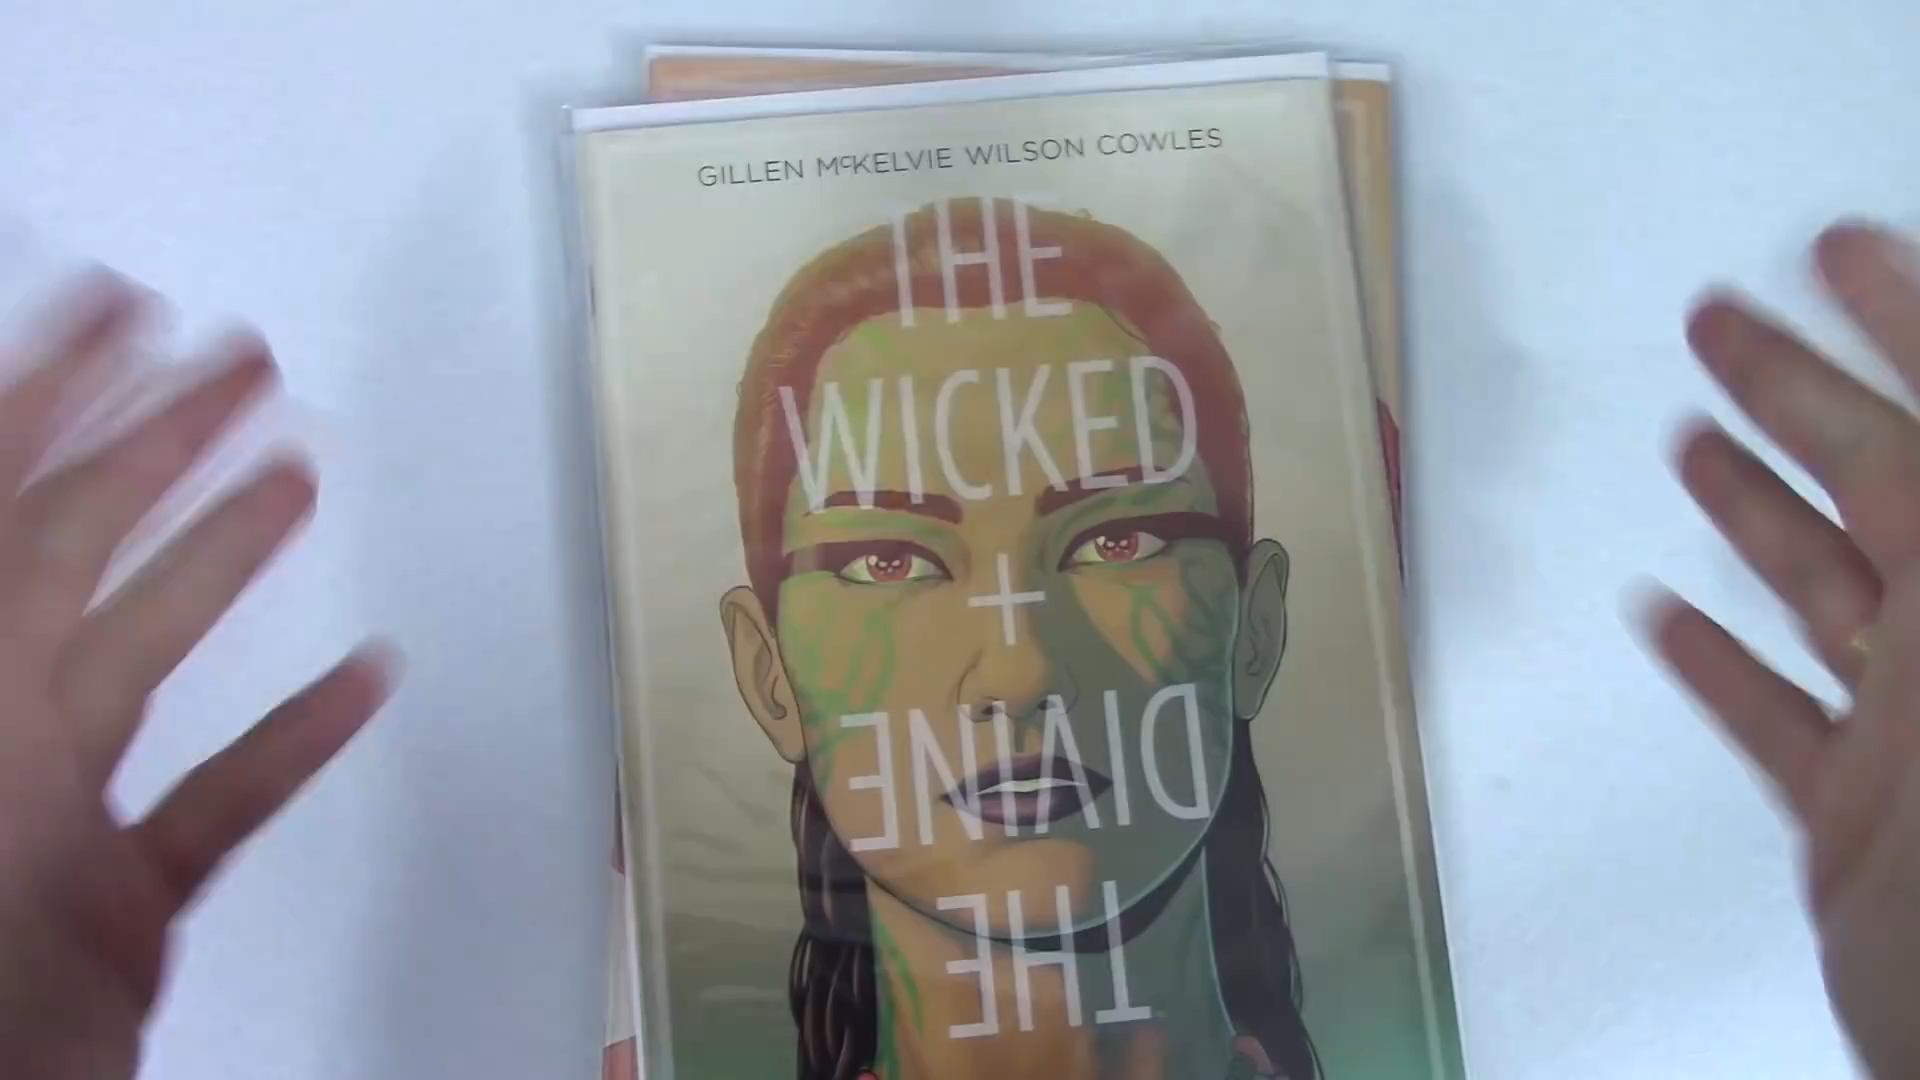 GILLEN McKELVIE WILSON COWLES
THE
WICKED
+
DIVINE
THE